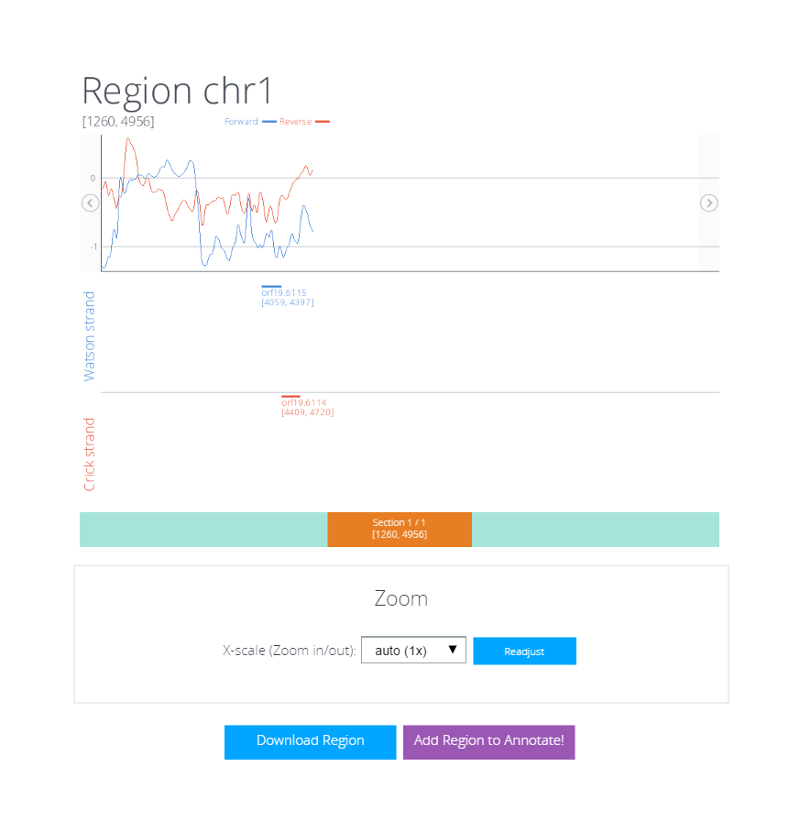 Region chr1
[1260, 4956]
Forward
Reverse
0
-1
Watson strand
orf19.6115
[4059, 4397]
Crick strand
orf19.6114
[4409, 4720]
Section 1 / 1
[1260, 4956]
Zoom
X-scale (Zoom in/out): auto (1x) Readjust
Download Region
Add Region to Annotate!